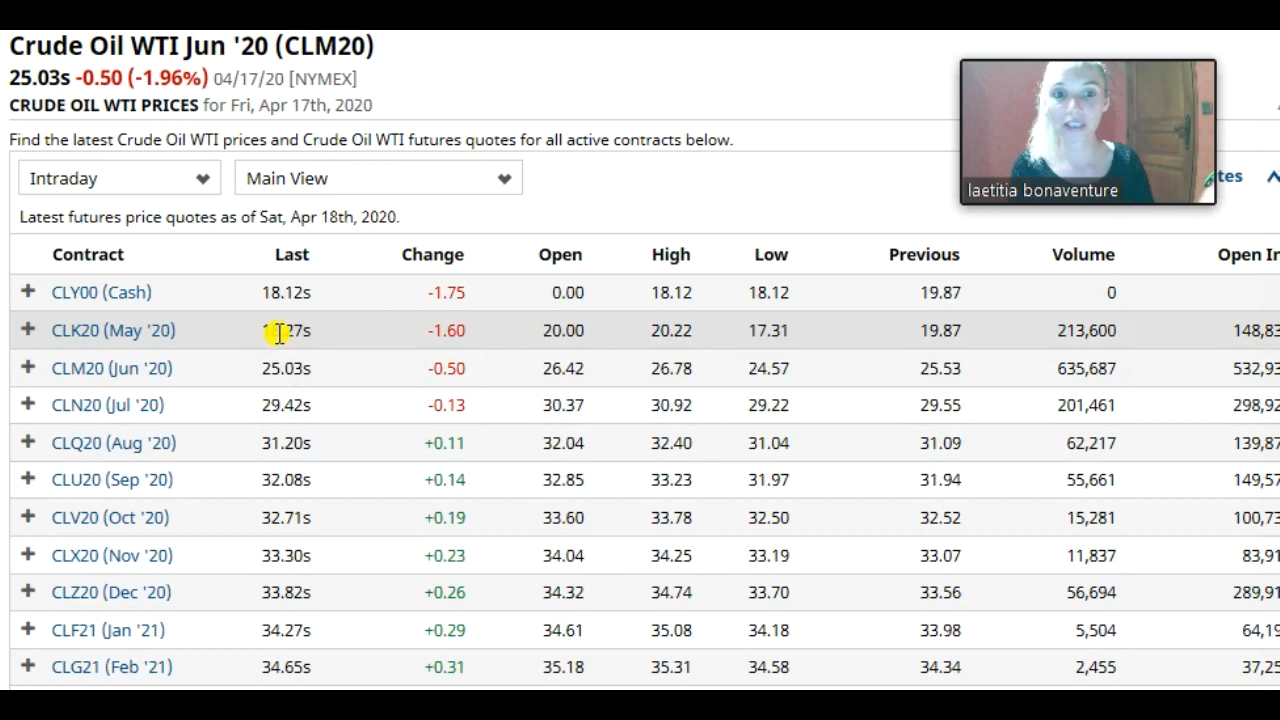 Crude Oil WTI Jun '20 (CLM20)
25.03s -0.50 (-1.96%) 04/17/20 [NYMEX]
CRUDE OIL WTI PRICES for Fri, Apr 17th, 2020
Find the latest Crude Oil WTI prices and Crude Oil WTI futures quotes for all active contracts below.
laetitia bonaventure
Intraday Main View
Latest futures price quotes as of Sat, Apr 18th, 2020.
Contract Last Change Open High Low Previous Volume Open
CLY00 (Cash) 18.12s -1.75 0.00 18.12 18.12 19.87 0
CLK20 (May '20) -1.60 20.00 20.22 17.31 19.87 213,600
CLM20 (Jun '20) 25.03s -0.50 26.42 26.78 24.57 25.53 635,687
CLN20 (Jul '20) 29.42s -0.13 30.37 30.92 29.22 29.55 201,461
CLQ20 (Aug '20) 31.20s +0.11 32.04 32.40 31.04 31.09 62,217
CLU20 (Sep '20) 32.08s +0.14 32.85 33.23 31.97 31.94 55,661
CLV20 (Oct '20) 32.71s +0.19 33.60 33.78 32.50 32.52 15,281
CLX20 (Nov '20) 33.30s +0.23 34.04 34.25 33.19 33.07 11,837
CLZ20 (Dec '20) 33.82s +0.26 34.32 34.74 33.70 33.56 56,694
CLF21 (Jan '21) 34.27s +0.29 34.61 35.08 34.18 33.98 5,504
CLG21 (Feb '21) 34.65s +0.31 35.18 35.31 34.58 34.34 2,455